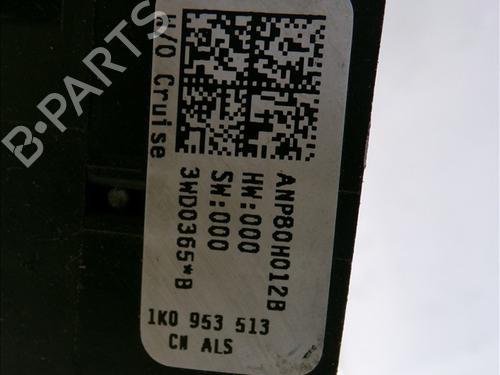 B-PARTS
W/O Cruise
ANP80H012B
HW:000
SW:000
3WD0365*B
1K0 953 513
CN ALS